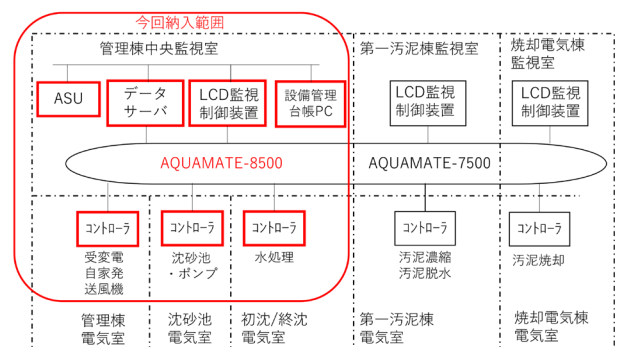 今回納入範囲
管理棟中央監視室
第一汚泥棟監視室
焼却電気棟
監視室
ASU
データ
サーバ
LCD監視
制御装置
設備管理
台帳PC
LCD監視
制御装置
LCD監視
制御装置
AQUAMATE-8500
AQUAMATE-7500
コントローラ
コントローラ
コントローラ
コントローラ
コントローラ
受変電
自家発
送風機
沈砂池
・ポンプ
水処理
汚泥濃縮
汚泥脱水
汚泥焼却
管理棟
電気室
沈砂池
電気室
初沈/終沈
電気室
第一汚泥棟
電気室
焼却電気棟
電気室